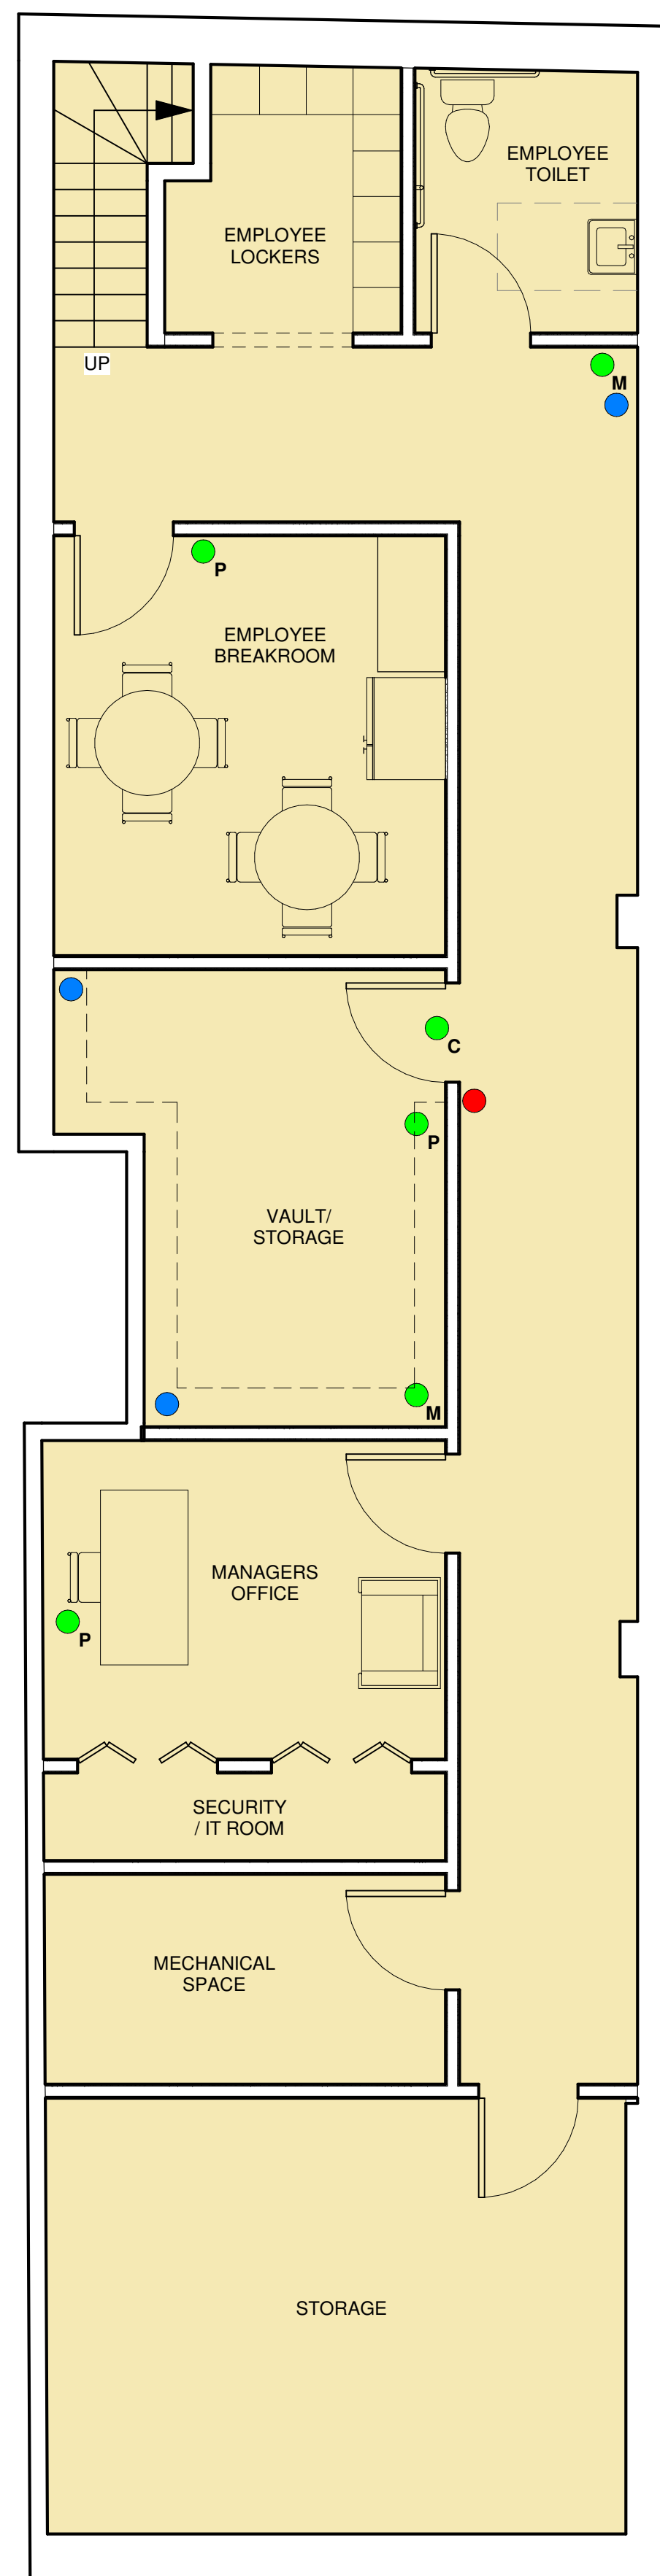 EMPLOYEE
TOILET
EMPLOYEE
LOCKERS
UP
M
P
EMPLOYEE
BREAKROOM
C
P
VAULT/
STORAGE
M
MANAGERS
OFFICE
P
SECURITY
/ IT ROOM
MECHANICAL
SPACE
STORAGE